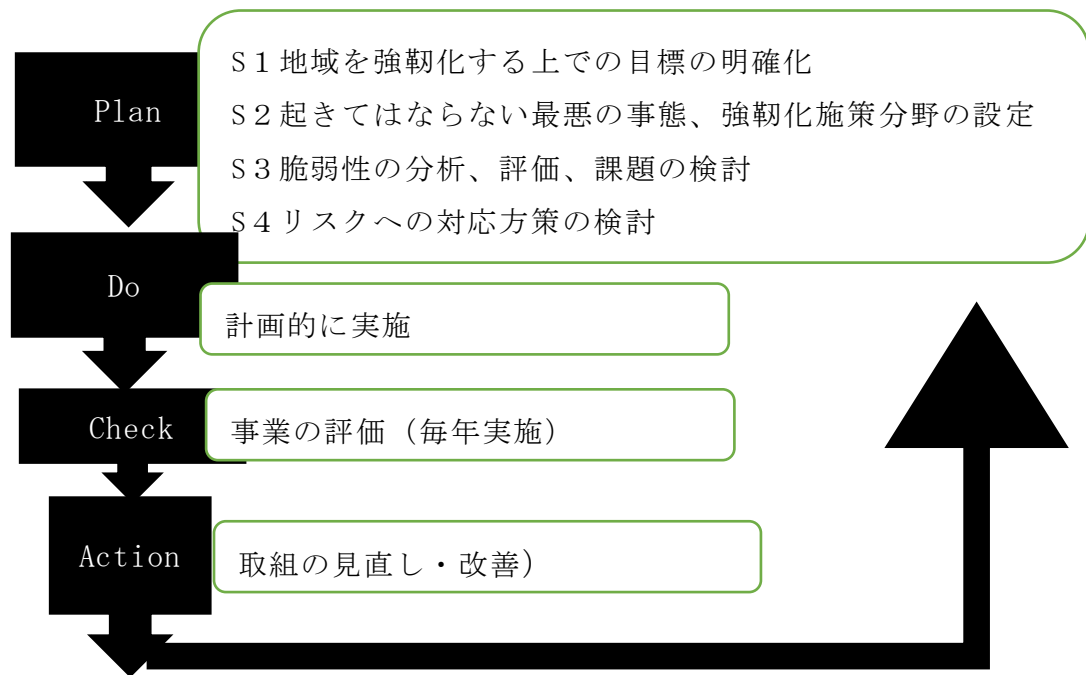 Plan
S１地域を強靭化する上での目標の明確化
S２起きてはならない最悪の事態、強靭化施策分野の設定
S３脆弱性の分析、評価、課題の検討
S４リスクへの対応方策の検討
Do
計画的に実施
Check
事業の評価（毎年実施）
Action
取組の見直し・改善）